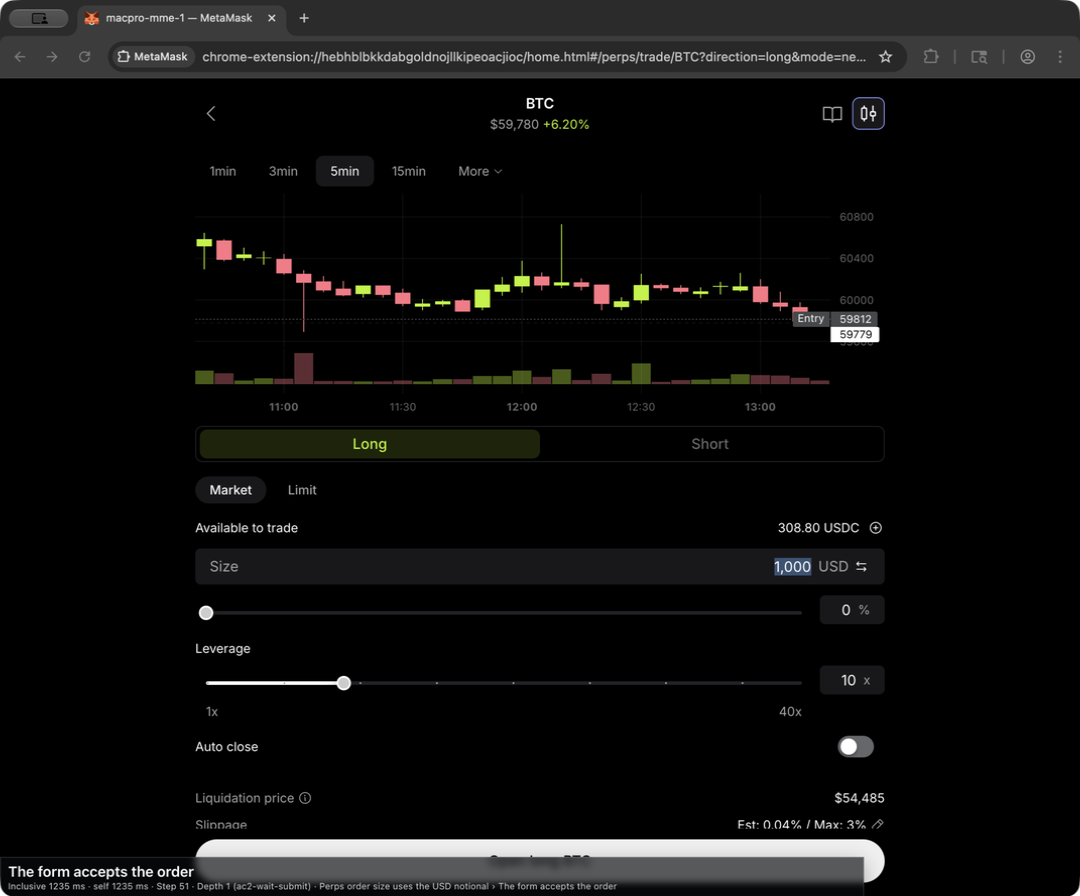 macpro-mme-1 — MetaMask
MetaMask
chrome-extension://hebhhlbkkdabgoldnojllkipeoacjioc/home.html#/perps/trade/BTC?direction=long&mode=ne...
BTC
$59,780 +6.20%
1min 3min 5min 15min More
60800
60400
60000
Entry 59812
59779
11:00 11:30 12:00 12:30 13:00
Long Short
Market Limit
Available to trade 308.80 USDC
Size 1,000 USD
0 %
Leverage
10 x
1x 40x
Auto close
Liquidation price $54,485
Slippage Est: 0.04% / Max: 3%
The form accepts the order
Inclusive 1235 ms · self 1235 ms · Step 51 · Depth 1 (ac2-wait-submit) · Perps order size uses the USD notional › The form accepts the order